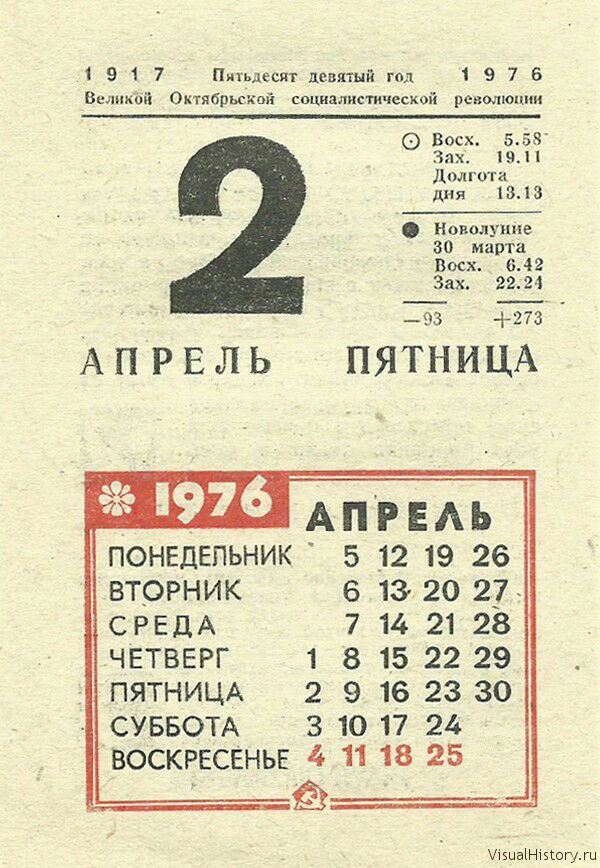 1917 Пятьдесят девятый год 1976
Великой Октябрьской социалистической революции
2
Восх. 5.58
Зах. 19.11
Долгота
дня 13.13
Новолуние
30 марта
Восх. 6.42
Зах. 22.24
—93 +273
АПРЕЛЬ ПЯТНИЦА
1976 АПРЕЛЬ
ПОНЕДЕЛЬНИК 5 12 19 26
ВТОРНИК 6 13 20 27
СРЕДА 7 14 21 28
ЧЕТВЕРГ 1 8 15 22 29
ПЯТНИЦА 2 9 16 23 30
СУББОТА 3 10 17 24
ВОСКРЕСЕНЬЕ 4 11 18 25
VisualHistory.ru